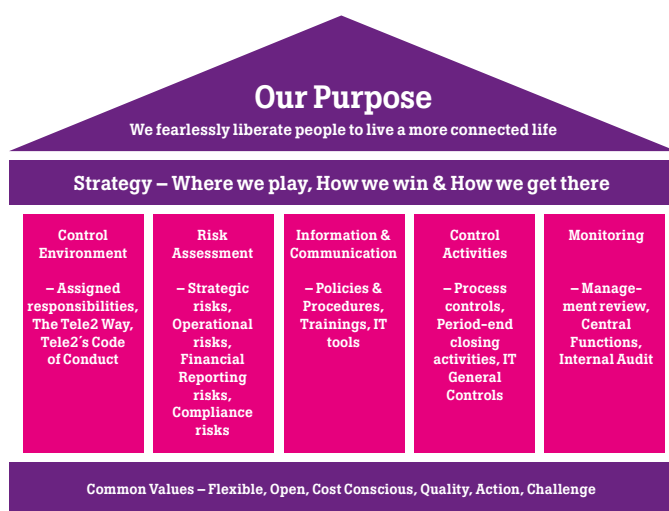 Our Purpose
We fearlessly liberate people to live a more connected life
Strategy – Where we play, How we win & How we get there
Control
Environment
– Assigned
responsibilities,
The Tele2 Way,
Tele2´s Code
of Conduct
Risk
Assessment
– Strategic
risks,
Operational
risks,
Financial
Reporting
risks,
Compliance
risks
Information &
Communication
– Policies &
Procedures,
Trainings, IT
tools
Control
Activities
– Process
controls,
Period-end
closing
activities, IT
General
Controls
Monitoring
– Manage-
ment review,
Central
Functions,
Internal Audit
Common Values – Flexible, Open, Cost Conscious, Quality, Action, Challenge